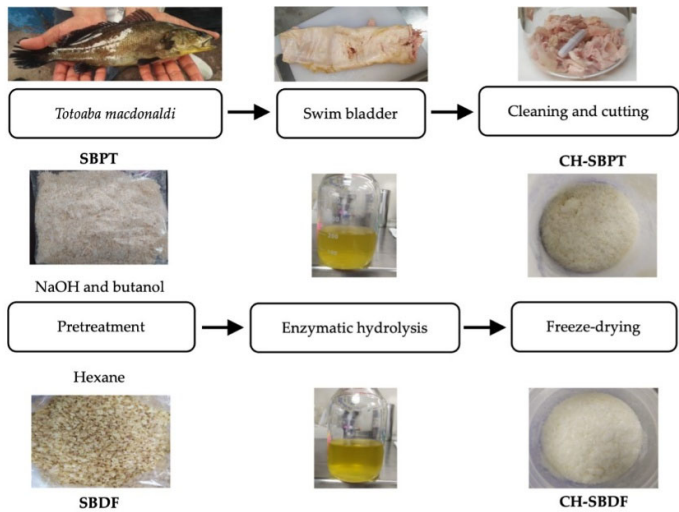 Totoaba macdonaldi
Swim bladder
Cleaning and cutting
SBPT
CH-SBPT
NaOH and butanol
Pretreatment
Enzymatic hydrolysis
Freeze-drying
Hexane
SBDF
CH-SBDF